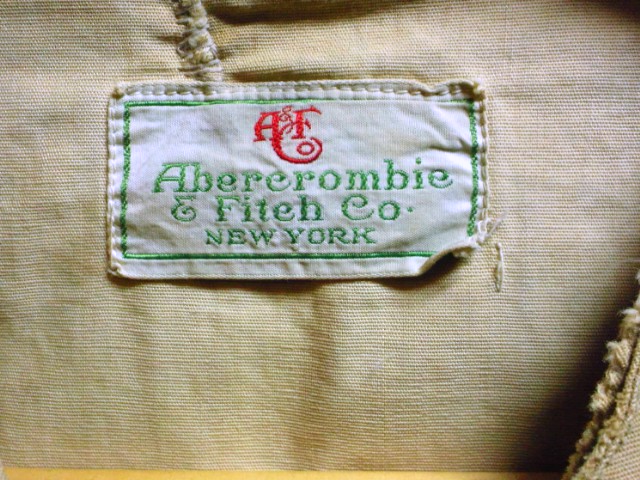 A&F Co
Abercrombie
& Fitch Co.
NEW YORK